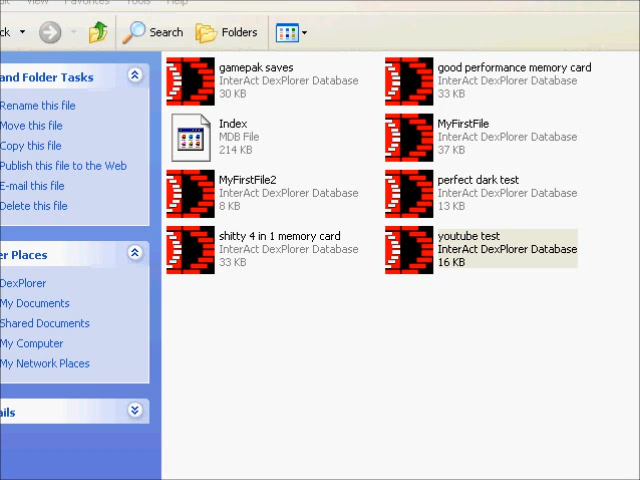 View Favorites Tools Help
ck Search Folders
and Folder Tasks
Rename this file
Move this file
Copy this file
Publish this file to the Web
E-mail this file
Delete this file
er Places
DexPlorer
My Documents
Shared Documents
My Computer
My Network Places
ails
gamepak saves
InterAct DexPlorer Database
30 KB
good performance memory card
InterAct DexPlorer Database
33 KB
Index
MDB File
214 KB
MyFirstFile
InterAct DexPlorer Database
37 KB
MyFirstFile2
InterAct DexPlorer Database
8 KB
perfect dark test
InterAct DexPlorer Database
13 KB
shitty 4 in 1 memory card
InterAct DexPlorer Database
33 KB
youtube test
InterAct DexPlorer Database
16 KB